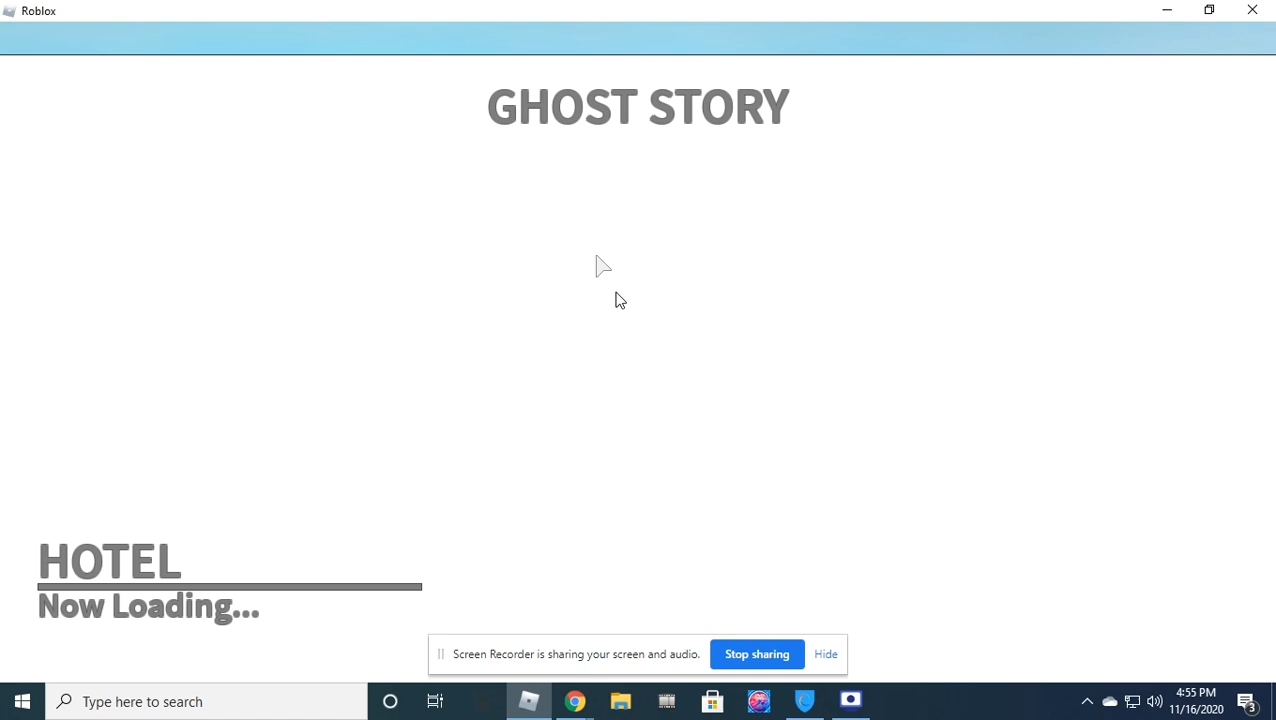 Roblox
GHOST STORY
HOTEL
Now Loading...
Screen Recorder is sharing your screen and audio. Stop sharing Hide
Type here to search
4:55 PM
11/16/2020
3